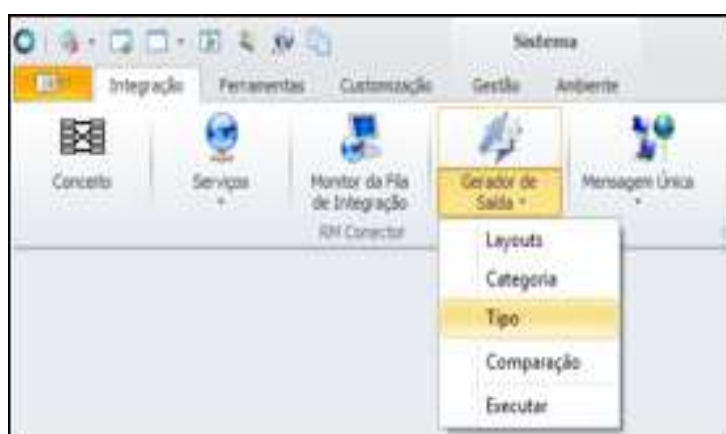 Sistema
Integração Ferramentas Customização Gestão Ambiente
Conceito
Serviços
Monitor da Fila
de Integração
Gerador de
Saída
Mensagem Única
RM Conector
Layouts
Categoria
Tipo
Comparação
Executar